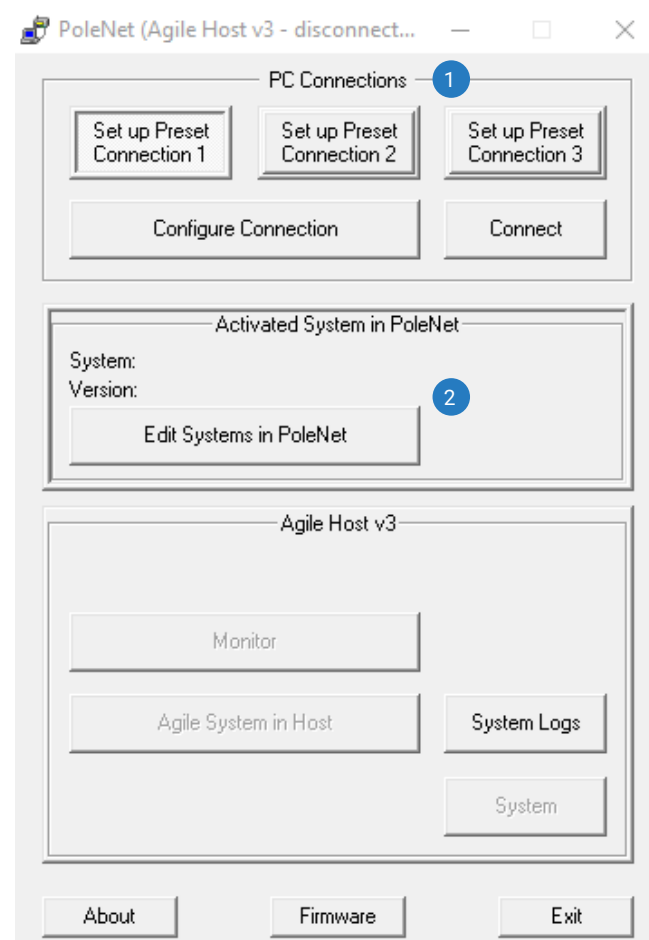 PoleNet (Agile Host v3 - disconnect...
PC Connections
1
Set up Preset
Connection 1
Set up Preset
Connection 2
Set up Preset
Connection 3
Configure Connection
Connect
Activated System in PoleNet
System:
Version:
2
Edit Systems in PoleNet
Agile Host v3
Monitor
Agile System in Host
System Logs
System
About
Firmware
Exit